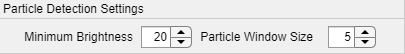 Particle Detection Settings
Minimum Brightness 20 Particle Window Size 5